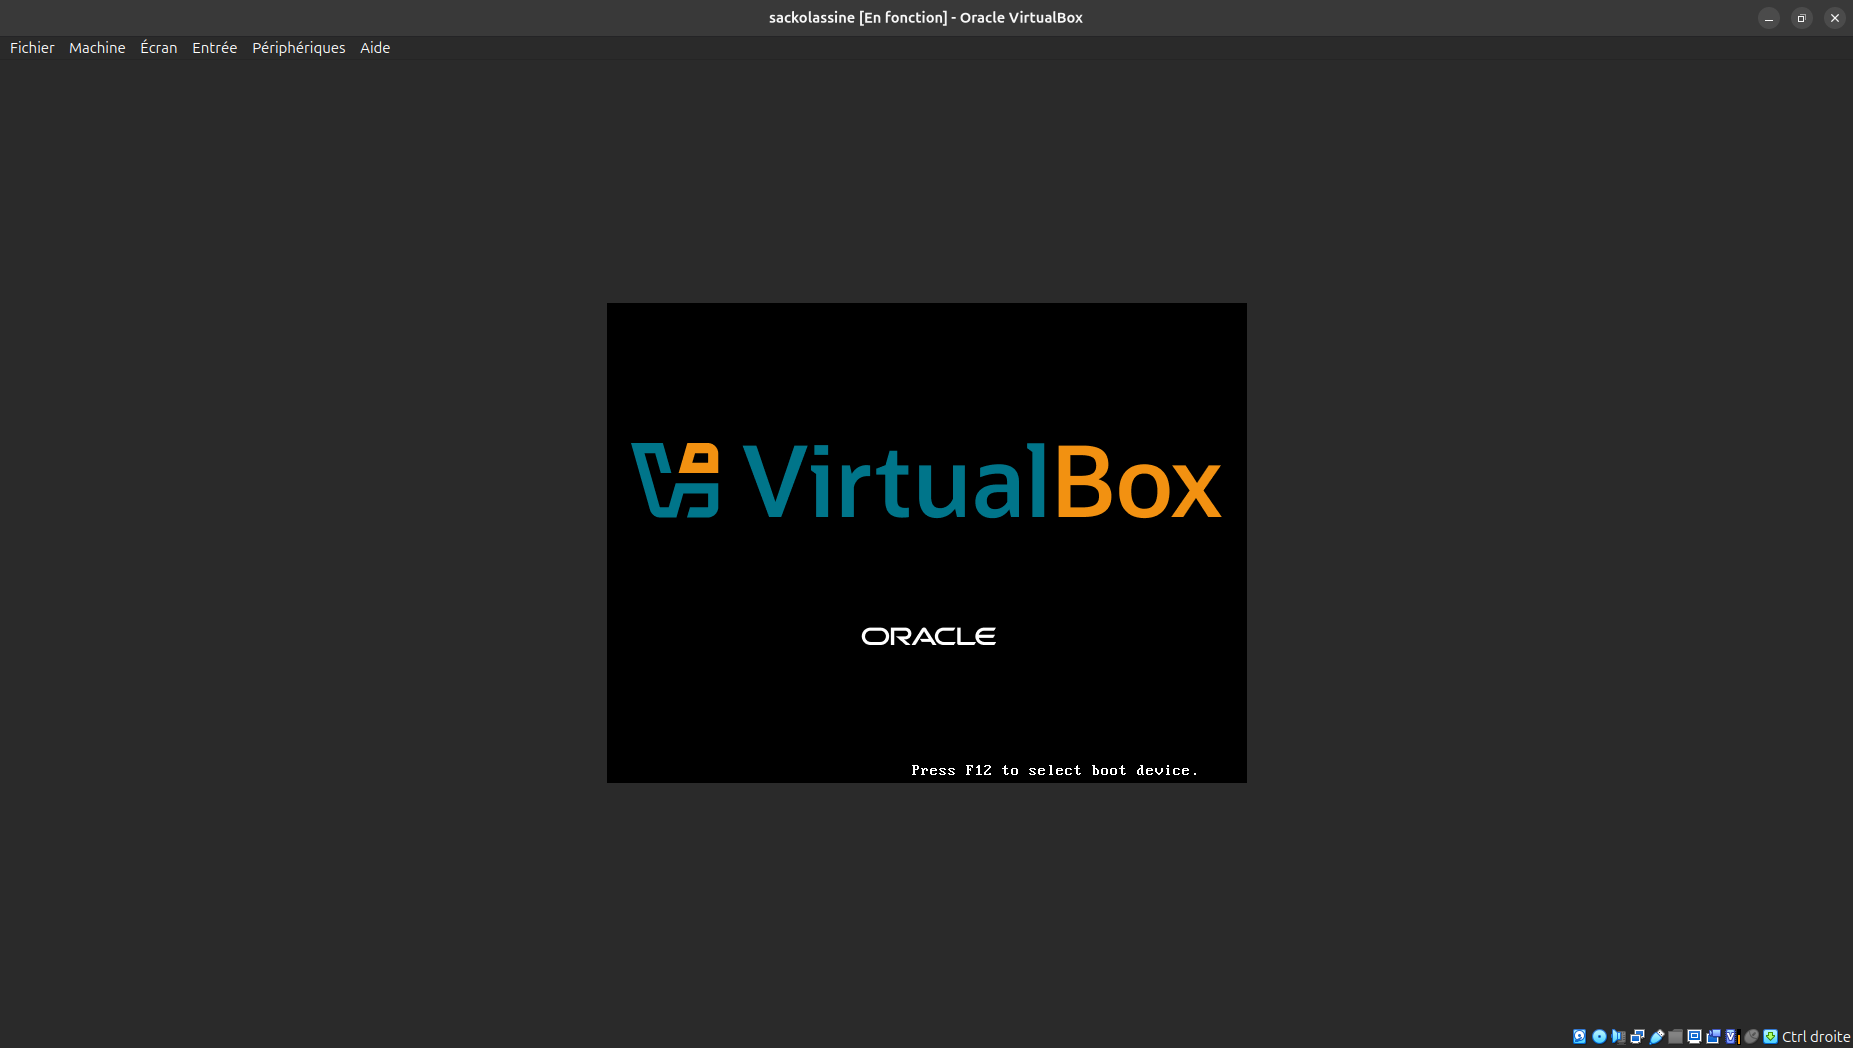 sackolassine [En fonction] - Oracle VirtualBox
Fichier Machine Écran Entrée Périphériques Aide
VirtualBox
ORACLE
Press F12 to select boot device.
Ctrl droite